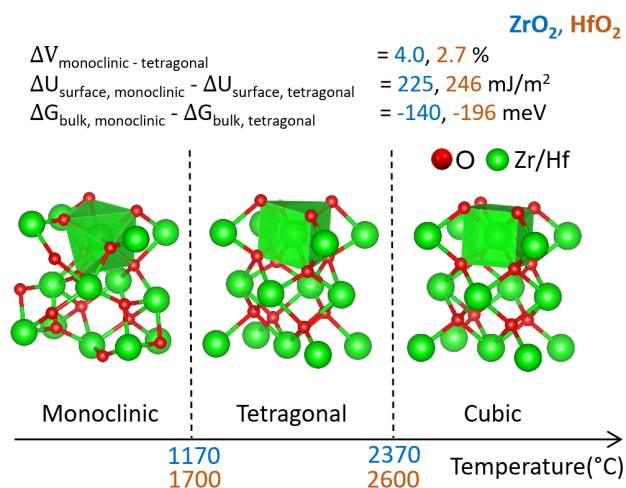 ZrO₂, HfO₂
ΔVmonoclinic - tetragonal = 4.0, 2.7 %
ΔUsurface, monoclinic - ΔUsurface, tetragonal = 225, 246 mJ/m²
ΔGbulk, monoclinic - ΔGbulk, tetragonal = -140, -196 meV
O Zr/Hf
Monoclinic Tetragonal Cubic
1170 2370
1700 2600
Temperature(°C)